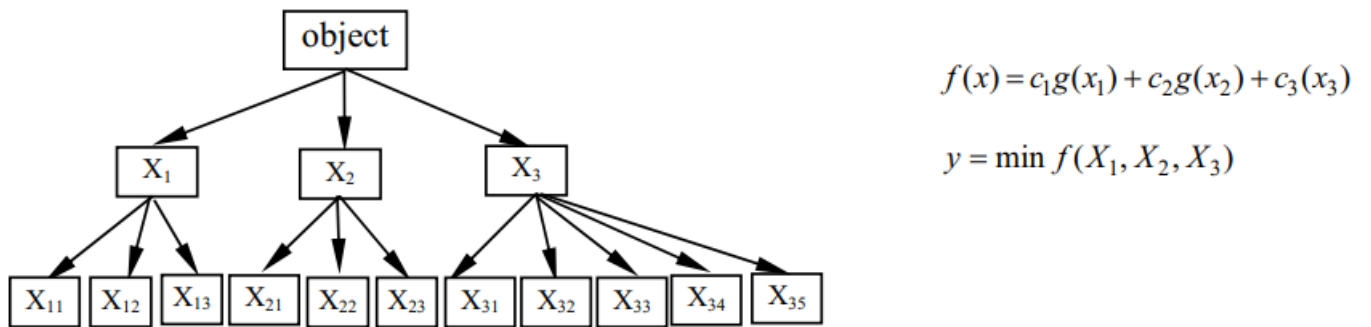 object
X₁ X₂ X₃
X₁₁ X₁₂ X₁₃ X₂₁ X₂₂ X₂₃ X₃₁ X₃₂ X₃₃ X₃₄ X₃₅
f(x) = c₁g(x₁) + c₂g(x₂) + c₃(x₃)
y = min f(X₁, X₂, X₃)